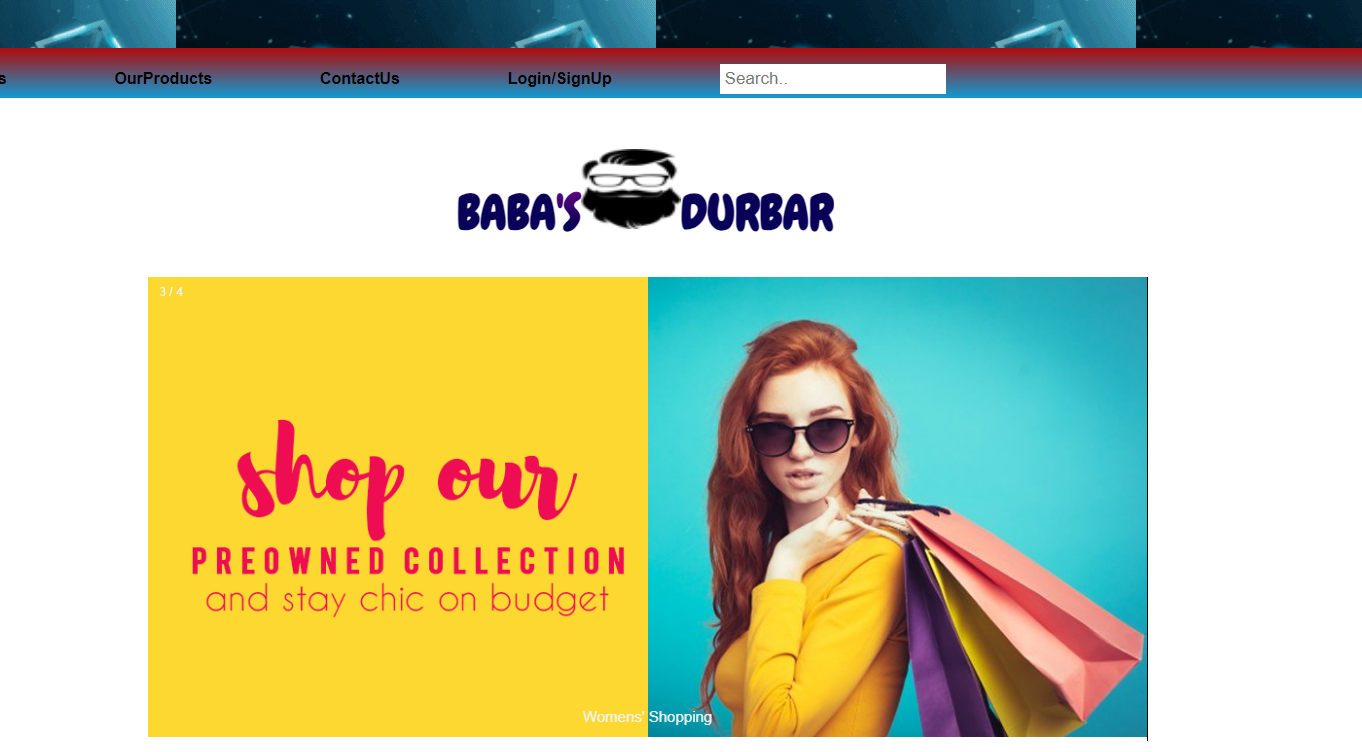 s OurProducts ContactUs Login/SignUp Search..
BABA'S DURBAR
3 / 4
shop our
PREOWNED COLLECTION
and stay chic on budget
Womens' Shopping